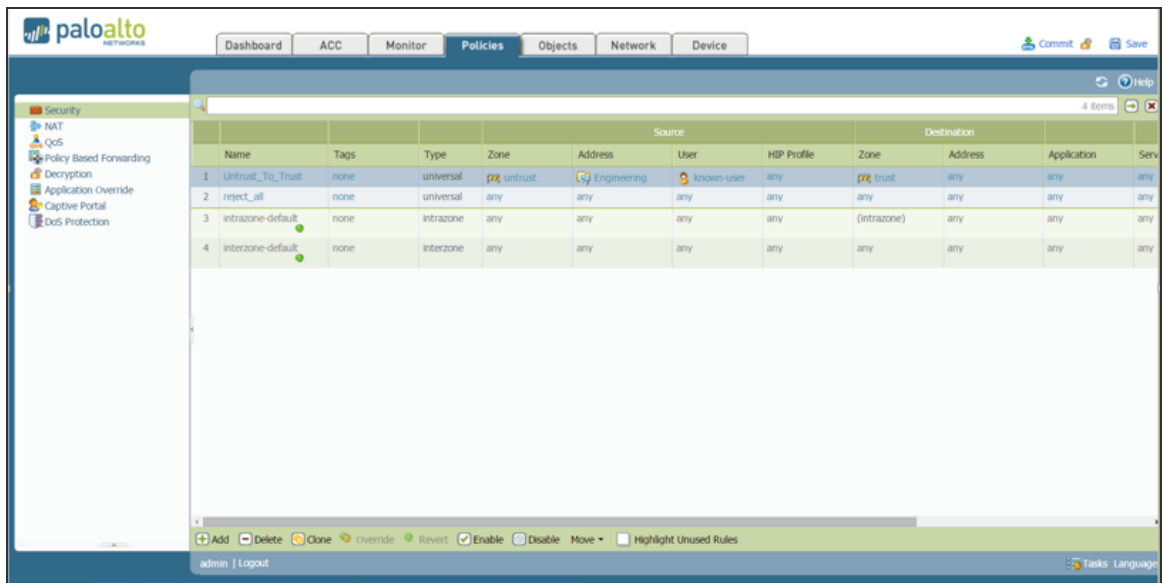 paloalto
NETWORKS
Dashboard ACC Monitor Policies Objects Network Device Commit Save
Help
Security
NAT
QoS
Policy Based Forwarding
Decryption
Application Override
Captive Portal
DoS Protection
4 items
Source Destination
Name Tags Type Zone Address User HIP Profile Zone Address Application Serv
1 Untrust_To_Trust none universal untrust Engineering known-user any trust any any any
2 reject_all none universal any any any any any any any any
3 intrazone-default none intrazone any any any any (intrazone) any any any
4 interzone-default none interzone any any any any any any any any
Add Delete Clone Override Revert Enable Disable Move Highlight Unused Rules
admin | Logout Tasks Language